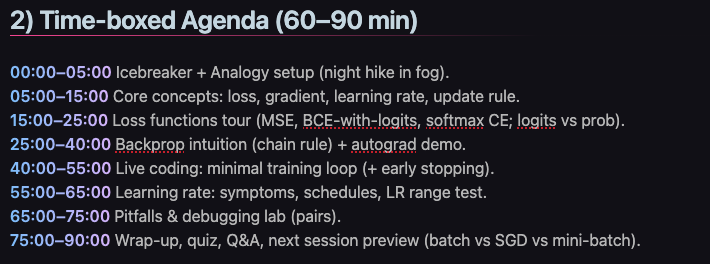 2) Time-boxed Agenda (60–90 min)
00:00–05:00 Icebreaker + Analogy setup (night hike in fog).
05:00–15:00 Core concepts: loss, gradient, learning rate, update rule.
15:00–25:00 Loss functions tour (MSE, BCE-with-logits, softmax CE; logits vs prob).
25:00–40:00 Backprop intuition (chain rule) + autograd demo.
40:00–55:00 Live coding: minimal training loop (+ early stopping).
55:00–65:00 Learning rate: symptoms, schedules, LR range test.
65:00–75:00 Pitfalls & debugging lab (pairs).
75:00–90:00 Wrap-up, quiz, Q&A, next session preview (batch vs SGD vs mini-batch).